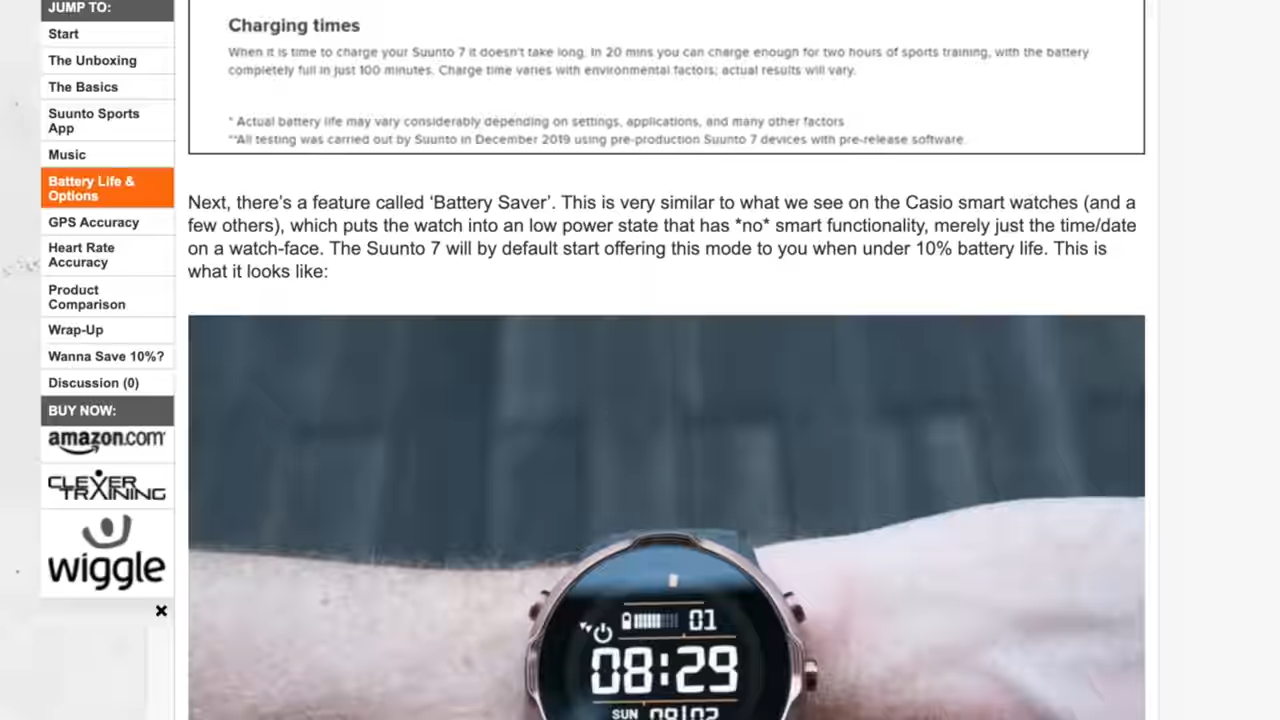 JUMP TO:
Start
The Unboxing
The Basics
Suunto Sports
App
Music
Battery Life &
Options
GPS Accuracy
Heart Rate
Accuracy
Product
Comparison
Wrap-Up
Wanna Save 10%?
Discussion (0)
BUY NOW:
amazon.com
CLEVER
TRAINING
wiggle
Charging times
When it is time to charge your Suunto 7 it doesn't take long. In 20 mins you can charge enough for two hours of sports training, with the battery
completely full in just 100 minutes. Charge time varies with environmental factors; actual results will vary.
* Actual battery life may vary considerably depending on settings, applications, and many other factors
**All testing was carried out by Suunto in December 2019 using pre-production Suunto 7 devices with pre-release software.
Next, there’s a feature called ‘Battery Saver’. This is very similar to what we see on the Casio smart watches (and a
few others), which puts the watch into an low power state that has *no* smart functionality, merely just the time/date
on a watch-face. The Suunto 7 will by default start offering this mode to you when under 10% battery life. This is
what it looks like:
01
08:29
SUN 09|02